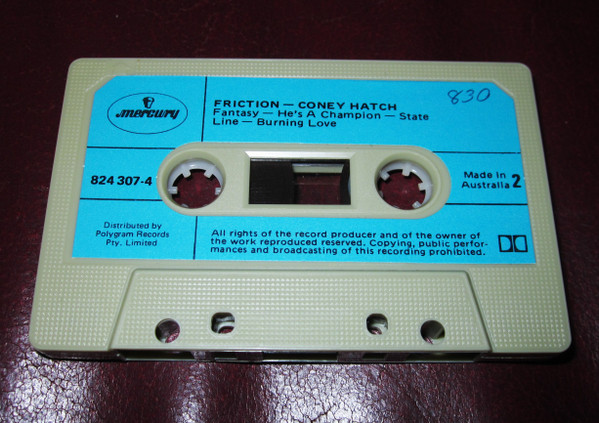 mercury
FRICTION — CONEY HATCH
Fantasy — He's A Champion — State
Line — Burning Love
830
824 307-4
Made in
Australia 2
Distributed by
Polygram Records
Pty. Limited
All rights of the record producer and of the owner of
the work reproduced reserved. Copying, public perfor-
mances and broadcasting of this recording prohibited.